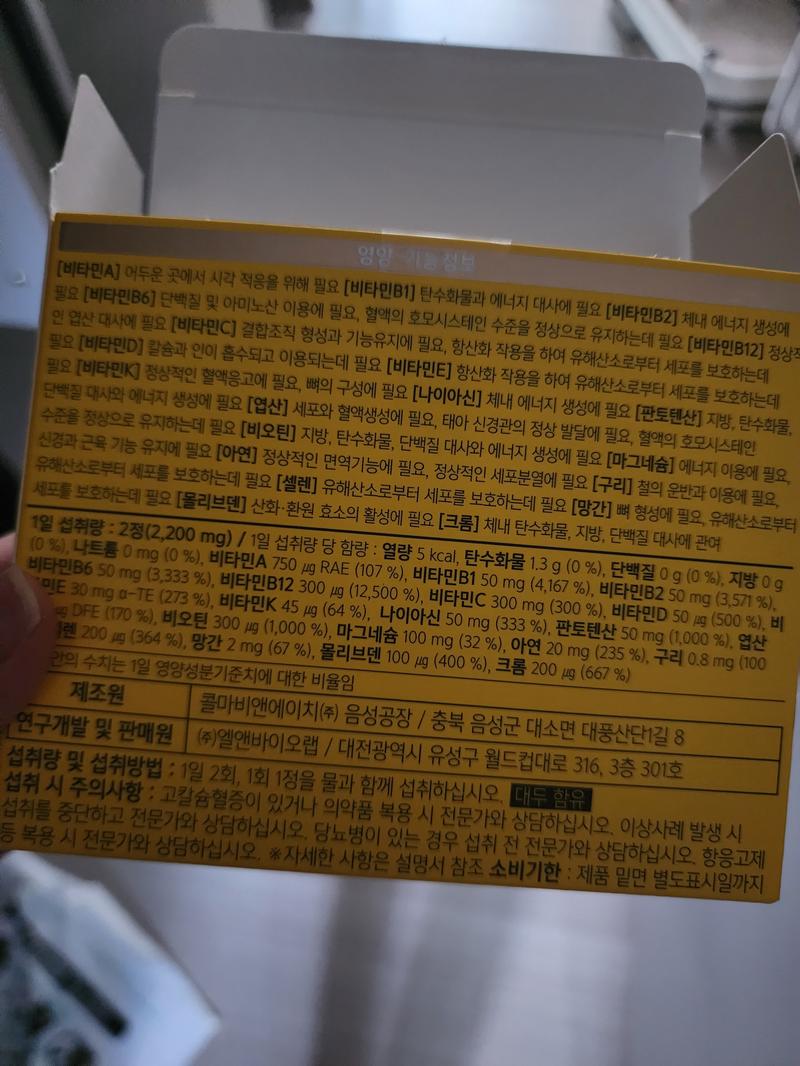 영양·기능정보
[비타민A] 어두운 곳에서 시각 적응을 위해 필요 [비타민B1] 탄수화물과 에너지 대사에 필요 [비타민B2] 체내 에너지 생성에
필요 [비타민B6] 단백질 및 아미노산 이용에 필요, 혈액의 호모시스테인 수준을 정상으로 유지하는데 필요 [비타민B12] 정상적
인 엽산 대사에 필요 [비타민C] 결합조직 형성과 기능유지에 필요, 항산화 작용을 하여 유해산소로부터 세포를 보호하는데
필요 [비타민D] 칼슘과 인이 흡수되고 이용되는데 필요 [비타민E] 항산화 작용을 하여 유해산소로부터 세포를 보호하는데
필요 [비타민K] 정상적인 혈액응고에 필요, 뼈의 구성에 필요 [나이아신] 체내 에너지 생성에 필요 [판토텐산] 지방, 탄수화물,
단백질 대사와 에너지 생성에 필요 [엽산] 세포와 혈액생성에 필요, 태아 신경관의 정상 발달에 필요, 혈액의 호모시스테인
수준을 정상으로 유지하는데 필요 [비오틴] 지방, 탄수화물, 단백질 대사와 에너지 생성에 필요 [마그네슘] 에너지 이용에 필요,
신경과 근육 기능 유지에 필요 [아연] 정상적인 면역기능에 필요, 정상적인 세포분열에 필요 [구리] 철의 운반과 이용에 필요,
유해산소로부터 세포를 보호하는데 필요 [셀렌] 유해산소로부터 세포를 보호하는데 필요 [망간] 뼈 형성에 필요, 유해산소로부터
세포를 보호하는데 필요 [몰리브덴] 산화·환원 효소의 활성에 필요 [크롬] 체내 탄수화물, 지방, 단백질 대사에 관여
1일 섭취량 : 2정(2,200 mg) / 1일 섭취량 당 함량 : 열량 5 kcal, 탄수화물 1.3 g (0 %), 단백질 0 g (0 %), 지방 0 g
(0 %), 나트륨 0 mg (0 %), 비타민A 750 µg RAE (107 %), 비타민B1 50 mg (4,167 %), 비타민B2 50 mg (3,571 %),
비타민B6 50 mg (3,333 %), 비타민B12 300 µg (12,500 %), 비타민C 300 mg (300 %), 비타민D 50 µg (500 %), 비
민E 30 mg α-TE (273 %), 비타민K 45 µg (64 %), 나이아신 50 mg (333 %), 판토텐산 50 mg (1,000 %), 엽산
µg DFE (170 %), 비오틴 300 µg (1,000 %), 마그네슘 100 mg (32 %), 아연 20 mg (235 %), 구리 0.8 mg (100
렌 200 µg (364 %), 망간 2 mg (67 %), 몰리브덴 100 µg (400 %), 크롬 200 µg (667 %)
안의 수치는 1일 영양성분기준치에 대한 비율임
제조원 콜마비앤에이치㈜ 음성공장 / 충북 음성군 대소면 대풍산단1길 8
연구개발 및 판매원 ㈜엘앤바이오랩 / 대전광역시 유성구 월드컵대로 316, 3층 301호
섭취량 및 섭취방법 : 1일 2회, 1회 1정을 물과 함께 섭취하십시오. 대두 함유
섭취 시 주의사항 : 고칼슘혈증이 있거나 의약품 복용 시 전문가와 상담하십시오. 이상사례 발생 시
섭취를 중단하고 전문가와 상담하십시오. 당뇨병이 있는 경우 섭취 전 전문가와 상담하십시오. 항응고제
등 복용 시 전문가와 상담하십시오. ※자세한 사항은 설명서 참조 소비기한 : 제품 밑면 별도표시일까지